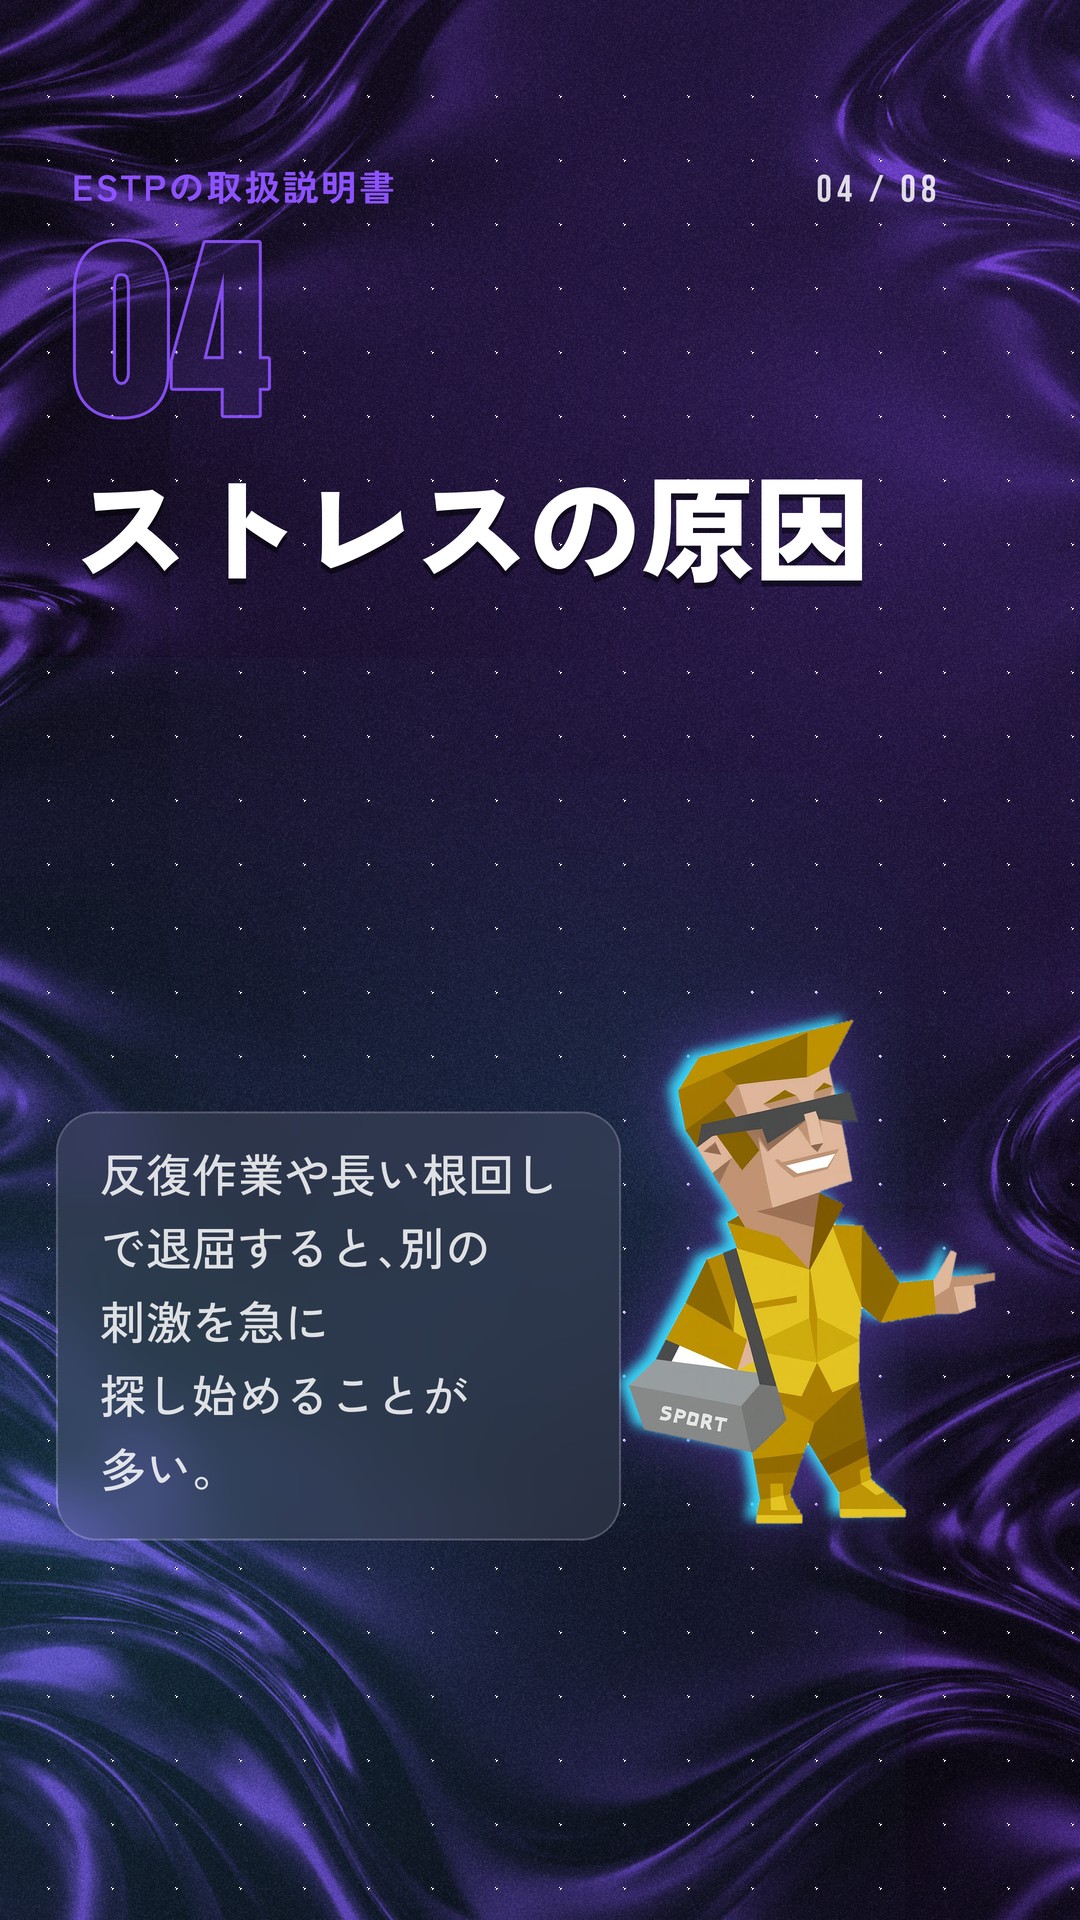 ESTPの取扱説明書
04 / 08
04
ストレスの原因
反復作業や長い根回し
で退屈すると、別の
刺激を急に
探し始めることが
多い。
SPORT